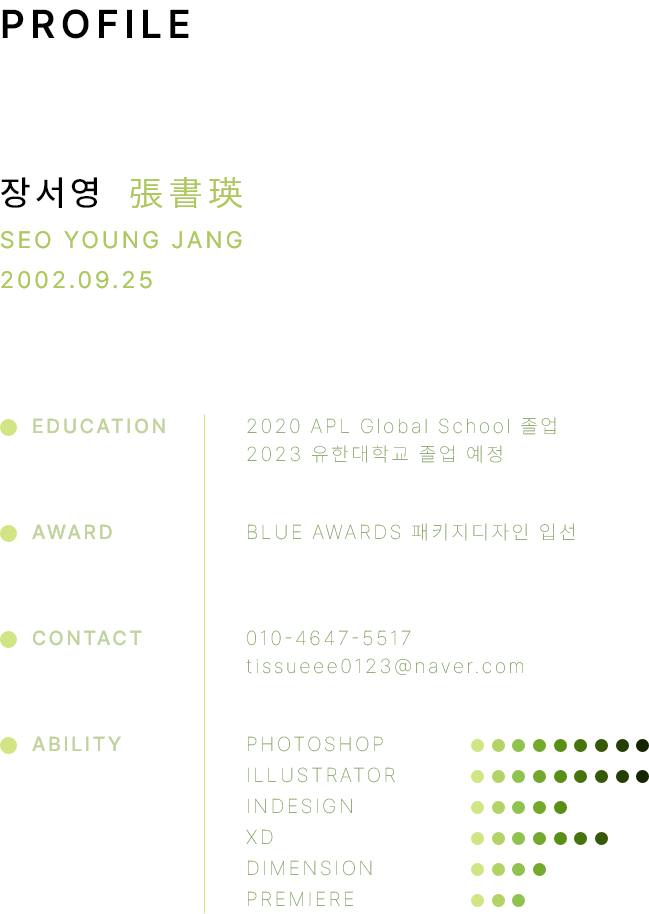 PROFILE
장서영 張書瑛
SEO YOUNG JANG
2002.09.25
EDUCATION
2020 APL Global School 졸업
2023 유한대학교 졸업 예정
AWARD
BLUE AWARDS 패키지디자인 입선
CONTACT
010-4647-5517
tissueee0123@naver.com
ABILITY
PHOTOSHOP
ILLUSTRATOR
INDESIGN
XD
DIMENSION
PREMIERE